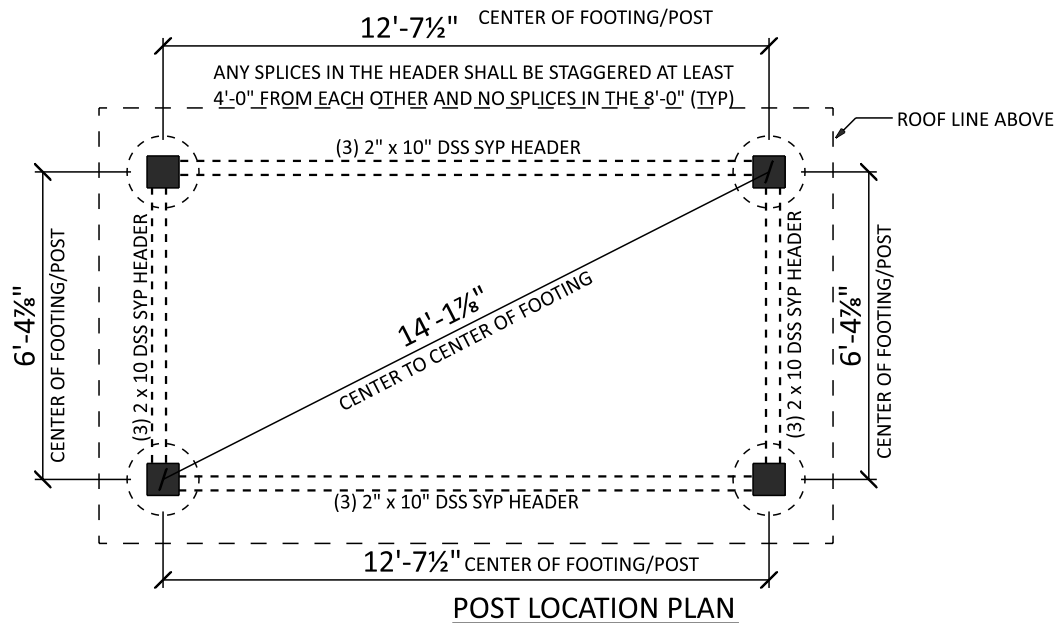 12'-7½" CENTER OF FOOTING/POST
ANY SPLICES IN THE HEADER SHALL BE STAGGERED AT LEAST
4'-0" FROM EACH OTHER AND NO SPLICES IN THE 8'-0" (TYP)
ROOF LINE ABOVE
(3) 2" x 10" DSS SYP HEADER
6'-4⅞"
CENTER OF FOOTING/POST
(3) 2 x 10 DSS SYP HEADER
14'-1⅞"
CENTER TO CENTER OF FOOTING
(3) 2 x 10 DSS SYP HEADER
6'-4⅞"
CENTER OF FOOTING/POST
(3) 2" x 10" DSS SYP HEADER
12'-7½" CENTER OF FOOTING/POST
POST LOCATION PLAN